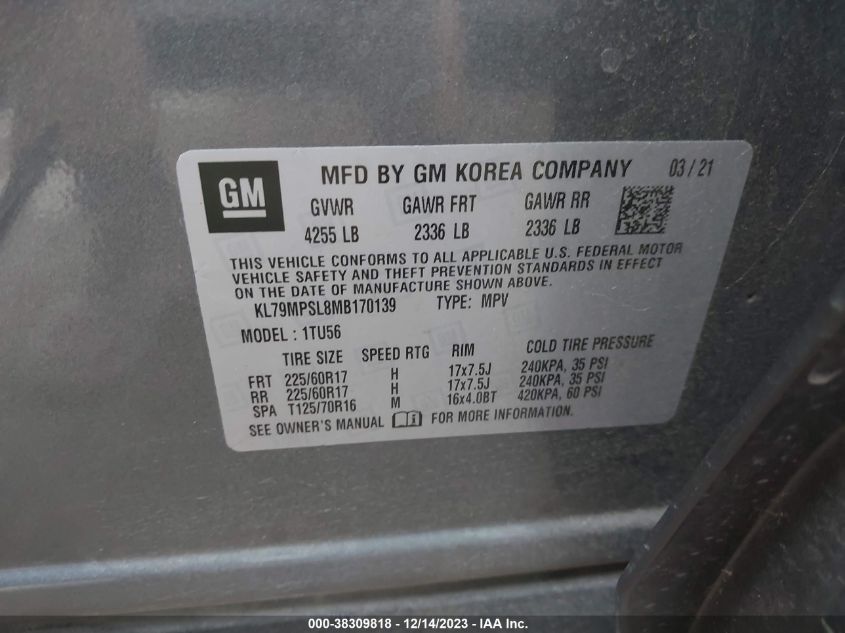 GM
MFD BY GM KOREA COMPANY 03/21
GVWR GAWR FRT GAWR RR
4255 LB 2336 LB 2336 LB
THIS VEHICLE CONFORMS TO ALL APPLICABLE U.S. FEDERAL MOTOR
VEHICLE SAFETY AND THEFT PREVENTION STANDARDS IN EFFECT
ON THE DATE OF MANUFACTURE SHOWN ABOVE.
KL79MPSL8MB170139 TYPE: MPV
MODEL : 1TU56
TIRE SIZE SPEED RTG RIM COLD TIRE PRESSURE
FRT 225/60R17 H 17x7.5J 240KPA, 35 PSI
RR 225/60R17 H 17x7.5J 240KPA, 35 PSI
SPA T125/70R16 M 16x4.0BT 420KPA, 60 PSI
SEE OWNER'S MANUAL FOR MORE INFORMATION.
000-38309818 - 12/14/2023 - IAA Inc.